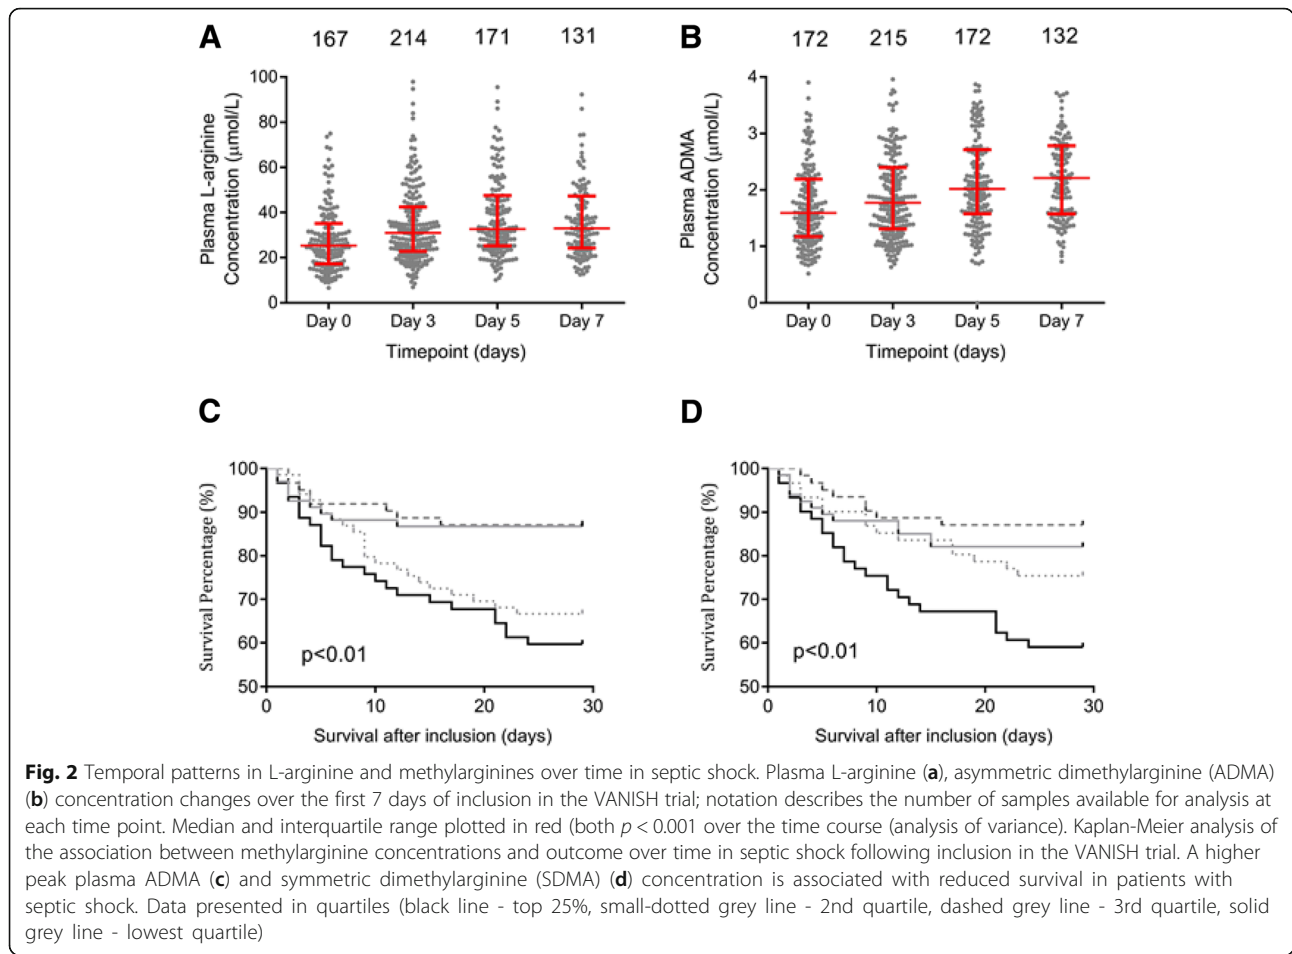 A
167 214 171 131
Plasma L-arginine
Concentration (μmol/L)
100
80
60
40
20
0
Day 0 Day 3 Day 5 Day 7
Timepoint (days)
B
172 215 172 132
Plasma ADMA
Concentration (μmol/L)
4
3
2
1
0
Day 0 Day 3 Day 5 Day 7
Timepoint (days)
C
Survival Percentage (%)
100
90
80
70
60
50
p<0.01
0 10 20 30
Survival after inclusion (days)
D
Survival Percentage (%)
100
90
80
70
60
50
p<0.01
0 10 20 30
Survival after inclusion (days)
Fig. 2 Temporal patterns in L-arginine and methylarginines over time in septic shock. Plasma L-arginine (a), asymmetric dimethylarginine (ADMA)
(b) concentration changes over the first 7 days of inclusion in the VANISH trial; notation describes the number of samples available for analysis at
each time point. Median and interquartile range plotted in red (both p < 0.001 over the time course (analysis of variance). Kaplan-Meier analysis of
the association between methylarginine concentrations and outcome over time in septic shock following inclusion in the VANISH trial. A higher
peak plasma ADMA (c) and symmetric dimethylarginine (SDMA) (d) concentration is associated with reduced survival in patients with
septic shock. Data presented in quartiles (black line - top 25%, small-dotted grey line - 2nd quartile, dashed grey line - 3rd quartile, solid
grey line - lowest quartile)